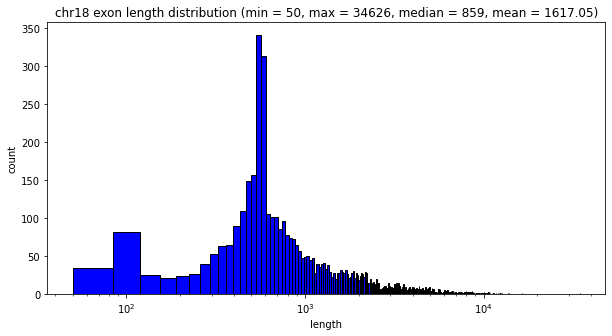 chr18 exon length distribution (min = 50, max = 34626, median = 859, mean = 1617.05)
350
300
250
200
150
100
50
0
count
10² 10³ 10⁴
length